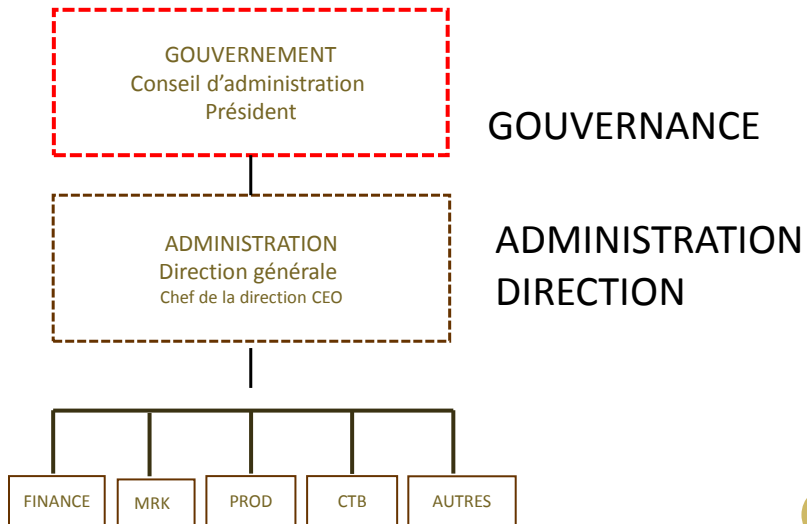 GOUVERNEMENT
Conseil d'administration
Président
GOUVERNANCE
ADMINISTRATION
Direction générale
Chef de la direction CEO
ADMINISTRATION
DIRECTION
FINANCE
MRK
PROD
CTB
AUTRES